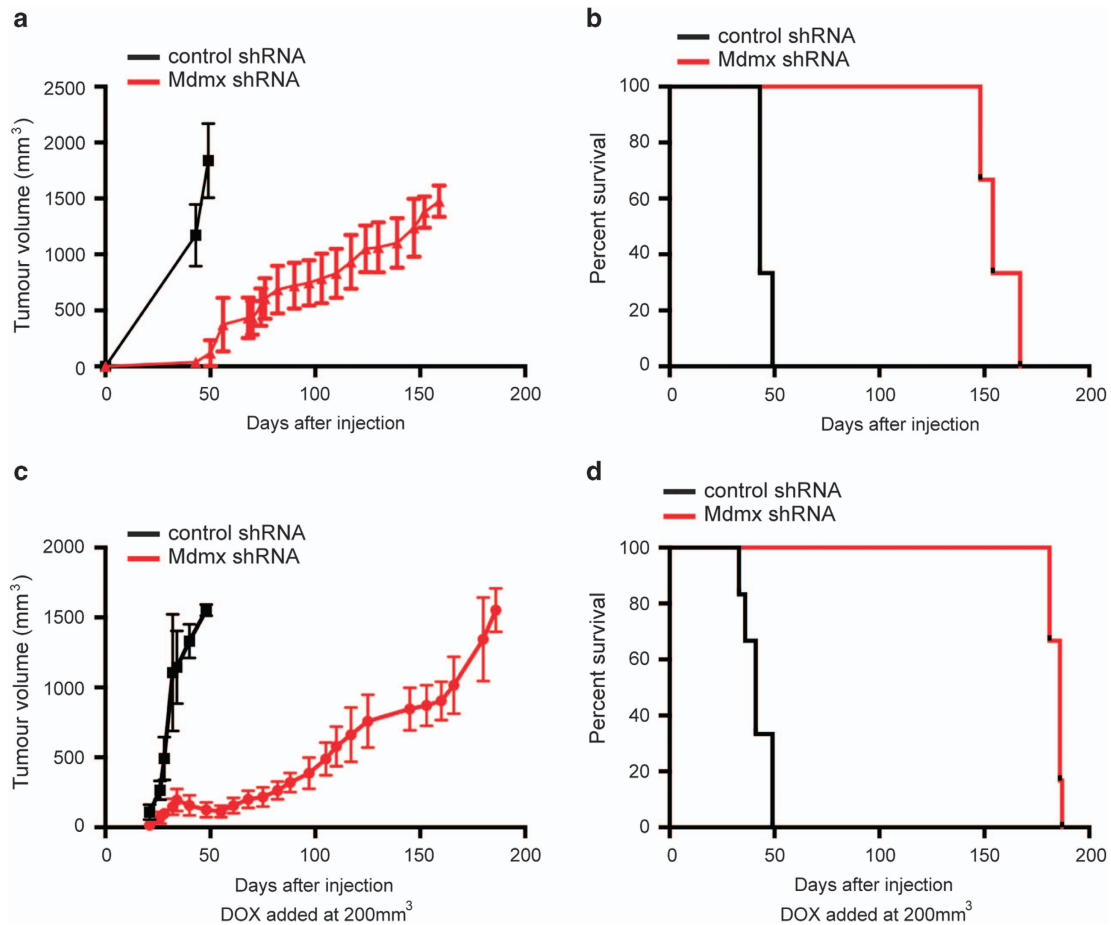 a
control shRNA
Mdmx shRNA
2500
2000
1500
1000
500
0
Tumour volume (mm³)
0 50 100 150 200
Days after injection
b
control shRNA
Mdmx shRNA
100
80
60
40
20
0
Percent survival
0 50 100 150 200
Days after injection
c
control shRNA
Mdmx shRNA
2000
1500
1000
500
0
Tumour volume (mm³)
0 50 100 150 200
Days after injection
DOX added at 200mm³
d
control shRNA
Mdmx shRNA
100
80
60
40
20
0
Percent survival
0 50 100 150 200
Days after injection
DOX added at 200mm³